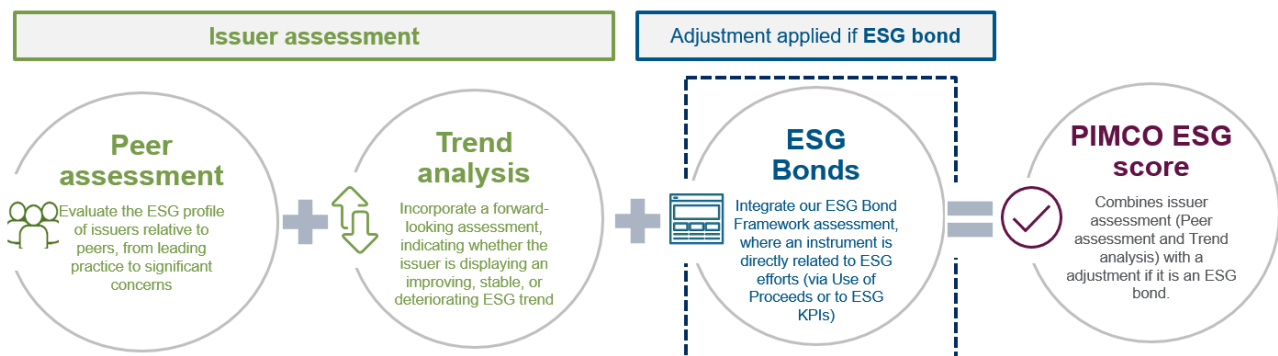 Issuer assessment
Adjustment applied if ESG bond
Peer
assessment
Evaluate the ESG profile
of issuers relative to
peers, from leading
practice to significant
concerns
Trend
analysis
Incorporate a forward-
looking assessment,
indicating whether the
issuer is displaying an
improving, stable, or
deteriorating ESG trend
ESG
Bonds
Integrate our ESG Bond
Framework assessment,
where an instrument is
directly related to ESG
efforts (via Use of
Proceeds or to ESG
KPIs)
PIMCO ESG
score
Combines issuer
assessment (Peer
assessment and Trend
analysis) with a
adjustment if it is an ESG
bond.